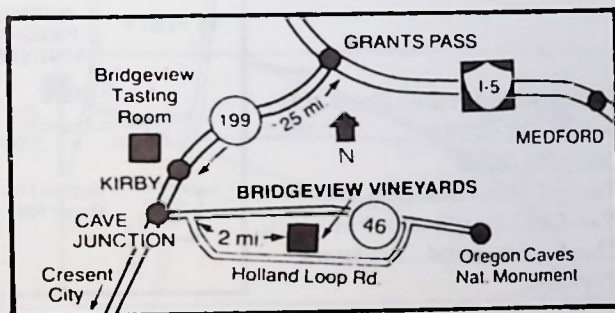 GRANTS PASS
Bridgeview
Tasting
Room
I-5
199
25 mi.
MEDFORD
N
KIRBY
BRIDGEVIEW VINEYARDS
CAVE
JUNCTION
46
2 mi.
Oregon Caves
Nat. Monument
Holland Loop Rd.
Cresent
City